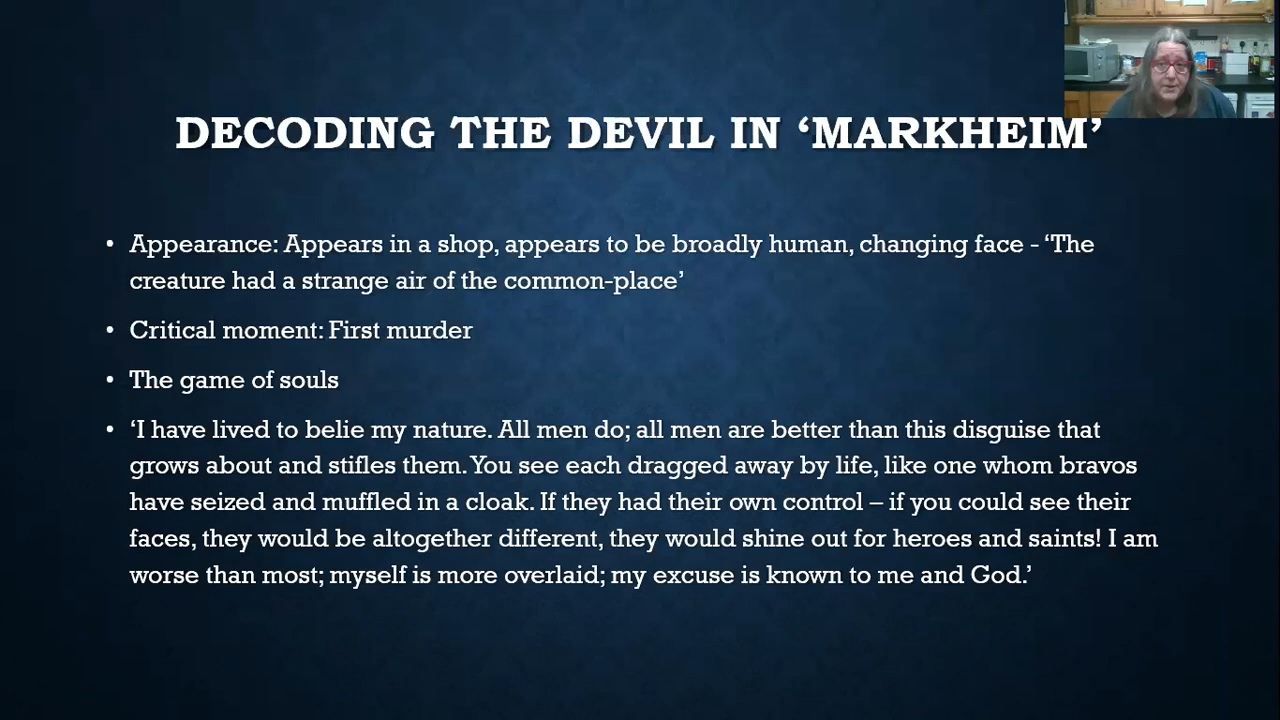 DECODING THE DEVIL IN ‘MARKHEIM’
• Appearance: Appears in a shop, appears to be broadly human, changing face - ‘The
creature had a strange air of the common-place’
• Critical moment: First murder
• The game of souls
• ‘I have lived to belie my nature. All men do; all men are better than this disguise that
grows about and stifles them. You see each dragged away by life, like one whom bravos
have seized and muffled in a cloak. If they had their own control – if you could see their
faces, they would be altogether different, they would shine out for heroes and saints! I am
worse than most; myself is more overlaid; my excuse is known to me and God.’